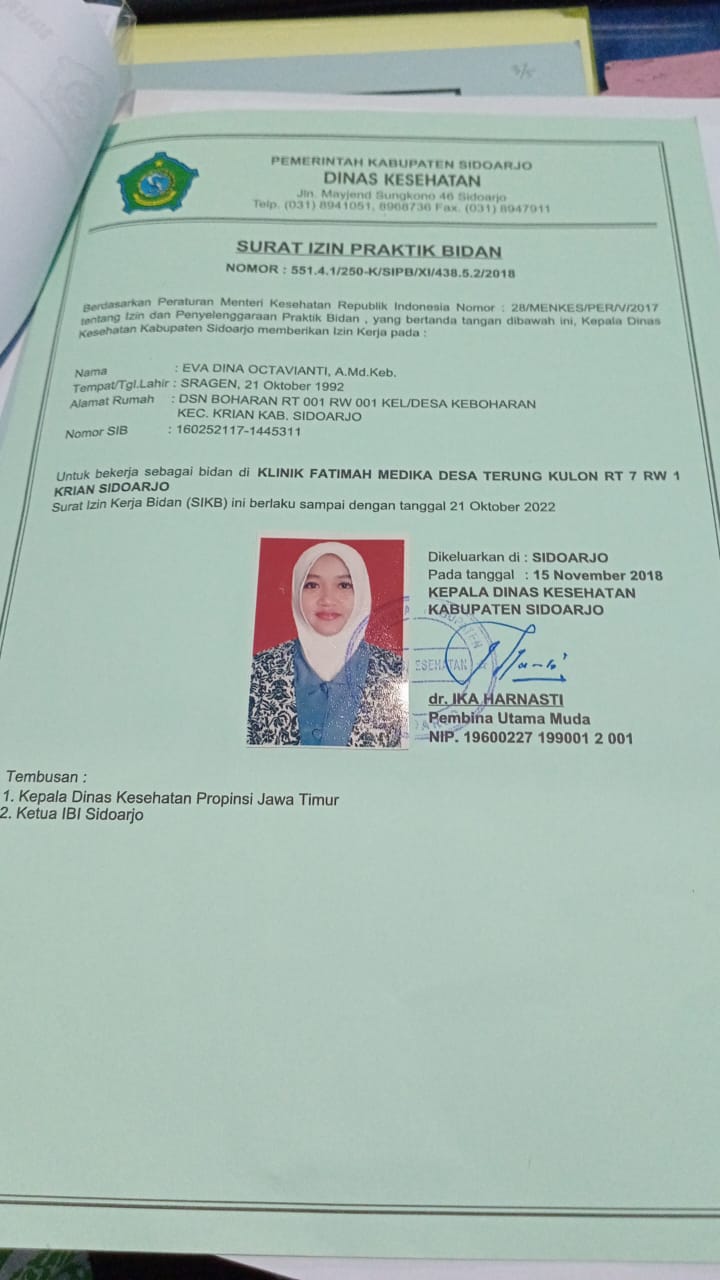 3/5
PEMERINTAH KABUPATEN SIDOARJO
DINAS KESEHATAN
Jln. Mayjend Sungkono 46 Sidoarjo
Telp. (031) 8941051, 8968736 Fax. (031) 8947911
SURAT IZIN PRAKTIK BIDAN
NOMOR : 551.4.1/250-K/SIPB/XI/438.5.2/2018
Berdasarkan Peraturan Menteri Kesehatan Republik Indonesia Nomor : 28/MENKES/PER/V/2017
tentang Izin dan Penyelenggaraan Praktik Bidan , yang bertanda tangan dibawah ini, Kepala Dinas
Kesehatan Kabupaten Sidoarjo memberikan Izin Kerja pada :
Nama : EVA DINA OCTAVIANTI, A.Md.Keb.
Tempat/Tgl.Lahir : SRAGEN, 21 Oktober 1992
Alamat Rumah : DSN BOHARAN RT 001 RW 001 KEL/DESA KEBOHARAN
KEC. KRIAN KAB. SIDOARJO
Nomor SIB : 160252117-1445311
Untuk bekerja sebagai bidan di KLINIK FATIMAH MEDIKA DESA TERUNG KULON RT 7 RW 1
KRIAN SIDOARJO
Surat Izin Kerja Bidan (SIKB) ini berlaku sampai dengan tanggal 21 Oktober 2022
Dikeluarkan di : SIDOARJO
Pada tanggal : 15 November 2018
KEPALA DINAS KESEHATAN
KABUPATEN SIDOARJO
dr. IKA HARNASTI
Pembina Utama Muda
NIP. 19600227 199001 2 001
Tembusan :
1. Kepala Dinas Kesehatan Propinsi Jawa Timur
2. Ketua IBI Sidoarjo